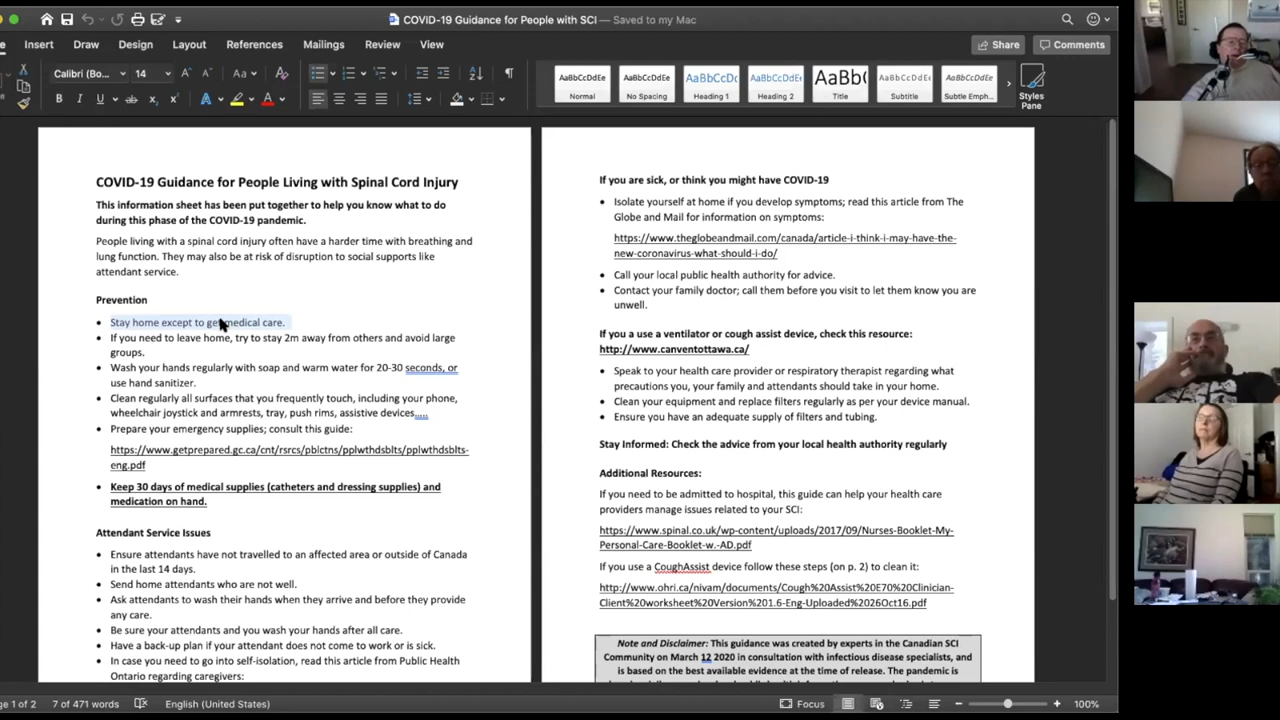 COVID-19 Guidance for People with SCI — Saved to my Mac
Insert Draw Design Layout References Mailings Review View
Share Comments
Calibri (Bo... 14
AaBbCcDdEe AaBbCcDdEe AaBbCcDc AaBbCcDdEe AaBb( AaBbCcDdEe AaBbCcDdEe
Normal No Spacing Heading 1 Heading 2 Title Subtitle Subtle Emph...
Styles
Pane
COVID-19 Guidance for People Living with Spinal Cord Injury
This information sheet has been put together to help you know what to do
during this phase of the COVID-19 pandemic.
People living with a spinal cord injury often have a harder time with breathing and
lung function. They may also be at risk of disruption to social supports like
attendant service.
Prevention
• Stay home except to get medical care.
• If you need to leave home, try to stay 2m away from others and avoid large
groups.
• Wash your hands regularly with soap and warm water for 20-30 seconds, or
use hand sanitizer.
• Clean regularly all surfaces that you frequently touch, including your phone,
wheelchair joystick and armrests, tray, push rims, assistive devices.....
• Prepare your emergency supplies; consult this guide:
https://www.getprepared.gc.ca/cnt/rsrcs/pblctns/pplwthdsblts/pplwthdsblts-
eng.pdf
• Keep 30 days of medical supplies (catheters and dressing supplies) and
medication on hand.
Attendant Service Issues
• Ensure attendants have not travelled to an affected area or outside of Canada
in the last 14 days.
• Send home attendants who are not well.
• Ask attendants to wash their hands when they arrive and before they provide
any care.
• Be sure your attendants and you wash your hands after all care.
• Have a back-up plan if your attendant does not come to work or is sick.
• In case you need to go into self-isolation, read this article from Public Health
Ontario regarding caregivers:
If you are sick, or think you might have COVID-19
• Isolate yourself at home if you develop symptoms; read this article from The
Globe and Mail for information on symptoms:
https://www.theglobeandmail.com/canada/article-i-think-i-may-have-the-
new-coronavirus-what-should-i-do/
• Call your local public health authority for advice.
• Contact your family doctor; call them before you visit to let them know you are
unwell.
If you a use a ventilator or cough assist device, check this resource:
http://www.canventottawa.ca/
• Speak to your health care provider or respiratory therapist regarding what
precautions you, your family and attendants should take in your home.
• Clean your equipment and replace filters regularly as per your device manual.
• Ensure you have an adequate supply of filters and tubing.
Stay Informed: Check the advice from your local health authority regularly
Additional Resources:
If you need to be admitted to hospital, this guide can help your health care
providers manage issues related to your SCI:
https://www.spinal.co.uk/wp-content/uploads/2017/09/Nurses-Booklet-My-
Personal-Care-Booklet-w.-AD.pdf
If you use a CoughAssist device follow these steps (on p. 2) to clean it:
http://www.ohri.ca/nivam/documents/Cough%20Assist%20E70%20Clinician-
Client%20worksheet%20Version%201.6-Eng-Uploaded%2026Oct16.pdf
Note and Disclaimer: This guidance was created by experts in the Canadian SCI
Community on March 12 2020 in consultation with infectious disease specialists, and
is based on the best available evidence at the time of release. The pandemic is
ge 1 of 2 7 of 471 words English (United States) Focus 100%